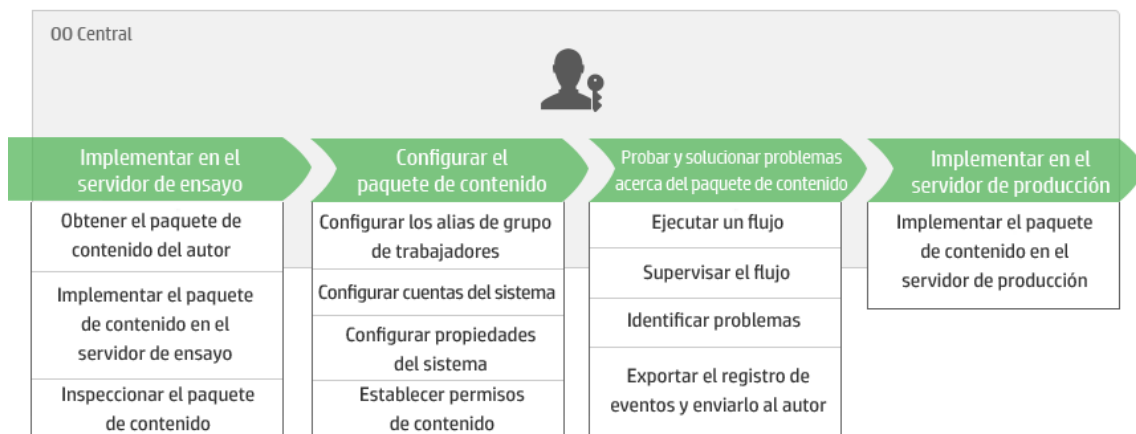 OO Central
Implementar en el
servidor de ensayo
Obtener el paquete de
contenido del autor
Implementar el paquete
de contenido en el
servidor de ensayo
Inspeccionar el paquete
de contenido
Configurar el
paquete de contenido
Configurar los alias de grupo
de trabajadores
Configurar cuentas del sistema
Configurar propiedades
del sistema
Establecer permisos
de contenido
Probar y solucionar problemas
acerca del paquete de contenido
Ejecutar un flujo
Supervisar el flujo
Identificar problemas
Exportar el registro de
eventos y enviarlo al autor
Implementar en el
servidor de producción
Implementar el paquete
de contenido en el
servidor de producción